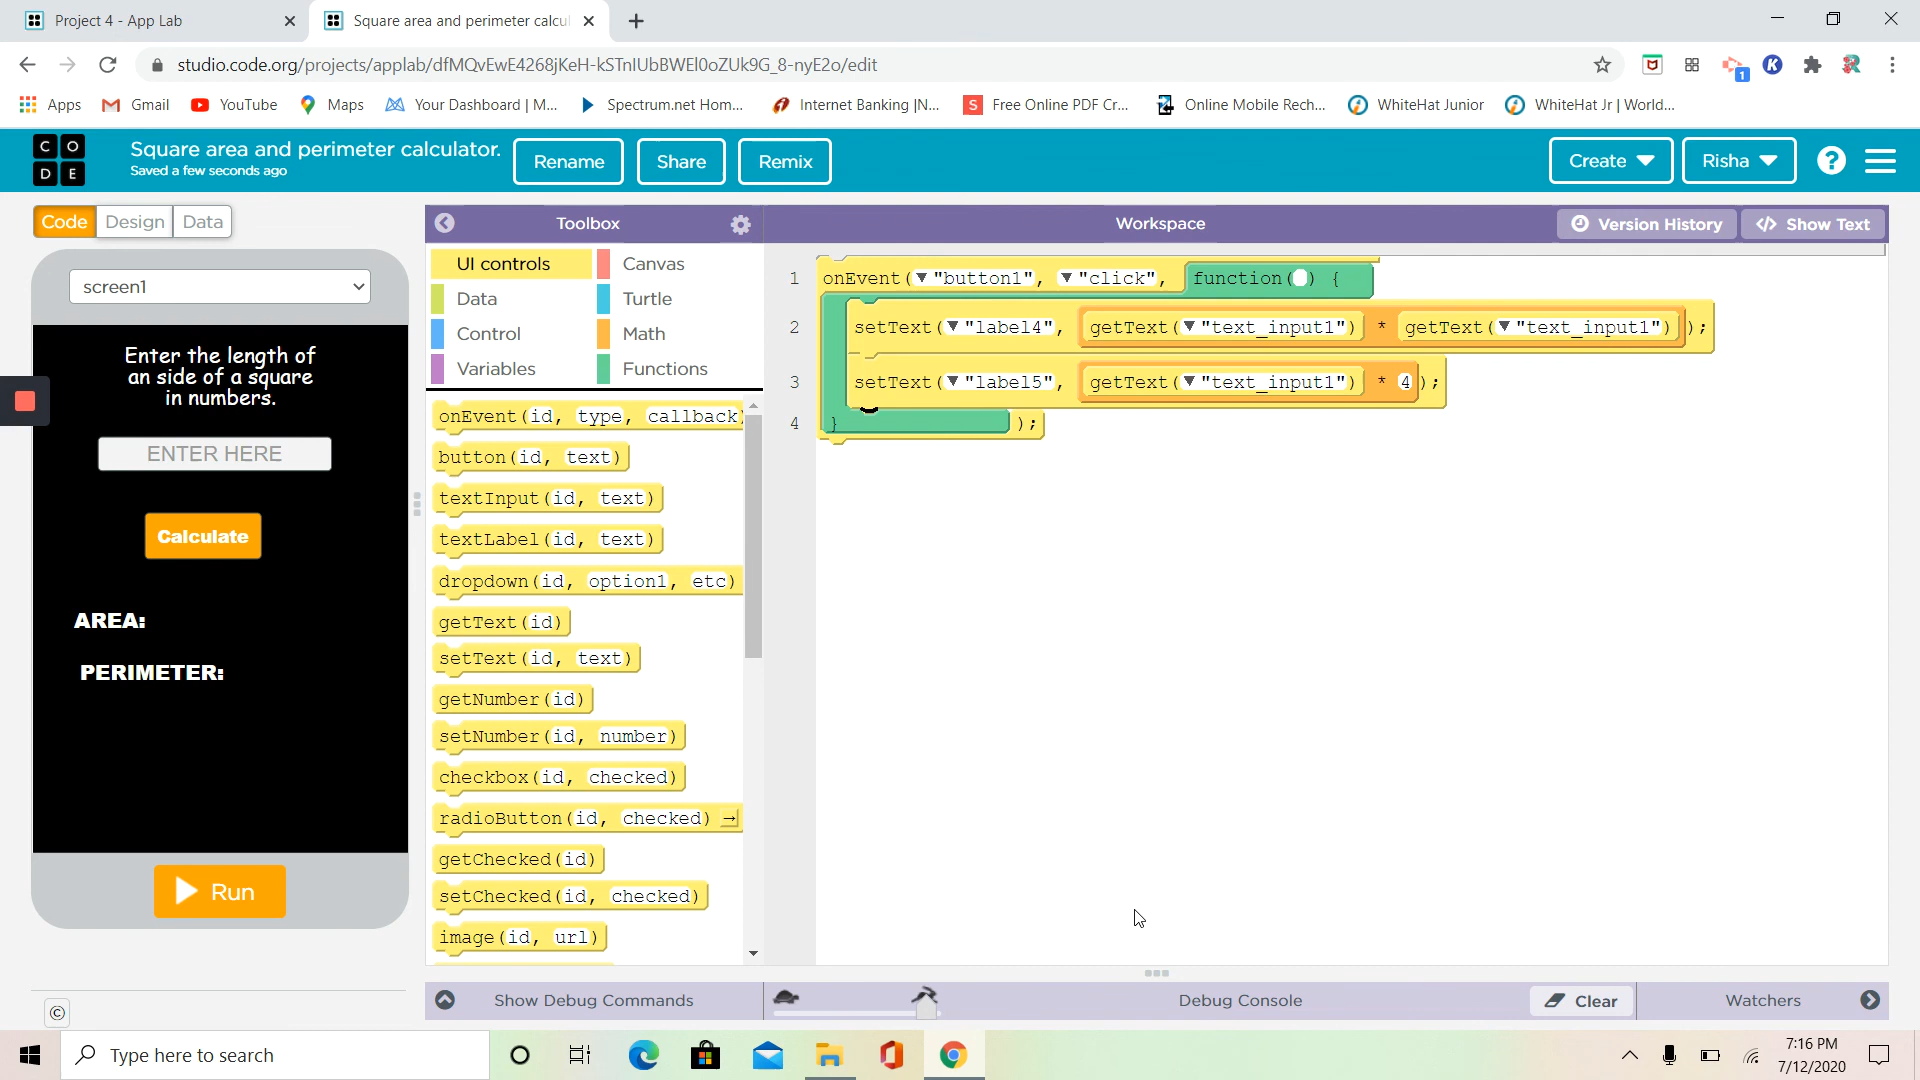 Project 4 - App Lab
Square area and perimeter calcul
studio.code.org/projects/applab/dfMQvEwE4268jKeH-kSTnIUbBWEl0oZUk9G_8-nyE2o/edit
1
K
Apps
Gmail
YouTube
Maps
Your Dashboard | M...
Spectrum.net Hom...
Internet Banking |N...
S
Free Online PDF Cr...
Online Mobile Rech...
WhiteHat Junior
WhiteHat Jr | World...
C O
D E
Square area and perimeter calculator.
Saved a few seconds ago
Rename
Share
Remix
Create
Risha
?
Code
Design
Data
Toolbox
Workspace
Version History
</> Show Text
screen1
Enter the length of
an side of a square
in numbers.
ENTER HERE
Calculate
AREA:
PERIMETER:
Run
©
UI controls
Canvas
Data
Turtle
Control
Math
Variables
Functions
onEvent(id, type, callback)
button(id, text)
textInput(id, text)
textLabel(id, text)
dropdown(id, option1, etc)
getText(id)
setText(id, text)
getNumber(id)
setNumber(id, number)
checkbox(id, checked)
radioButton(id, checked) →
getChecked(id)
setChecked(id, checked)
image(id, url)
1 onEvent(▼"button1", ▼"click", function() {
2 setText(▼"label4", getText(▼"text_input1") * getText(▼"text_input1"));
3 setText(▼"label5", getText(▼"text_input1") * 4);
4 });
Show Debug Commands
Debug Console
Clear
Watchers
Type here to search
7:16 PM
7/12/2020